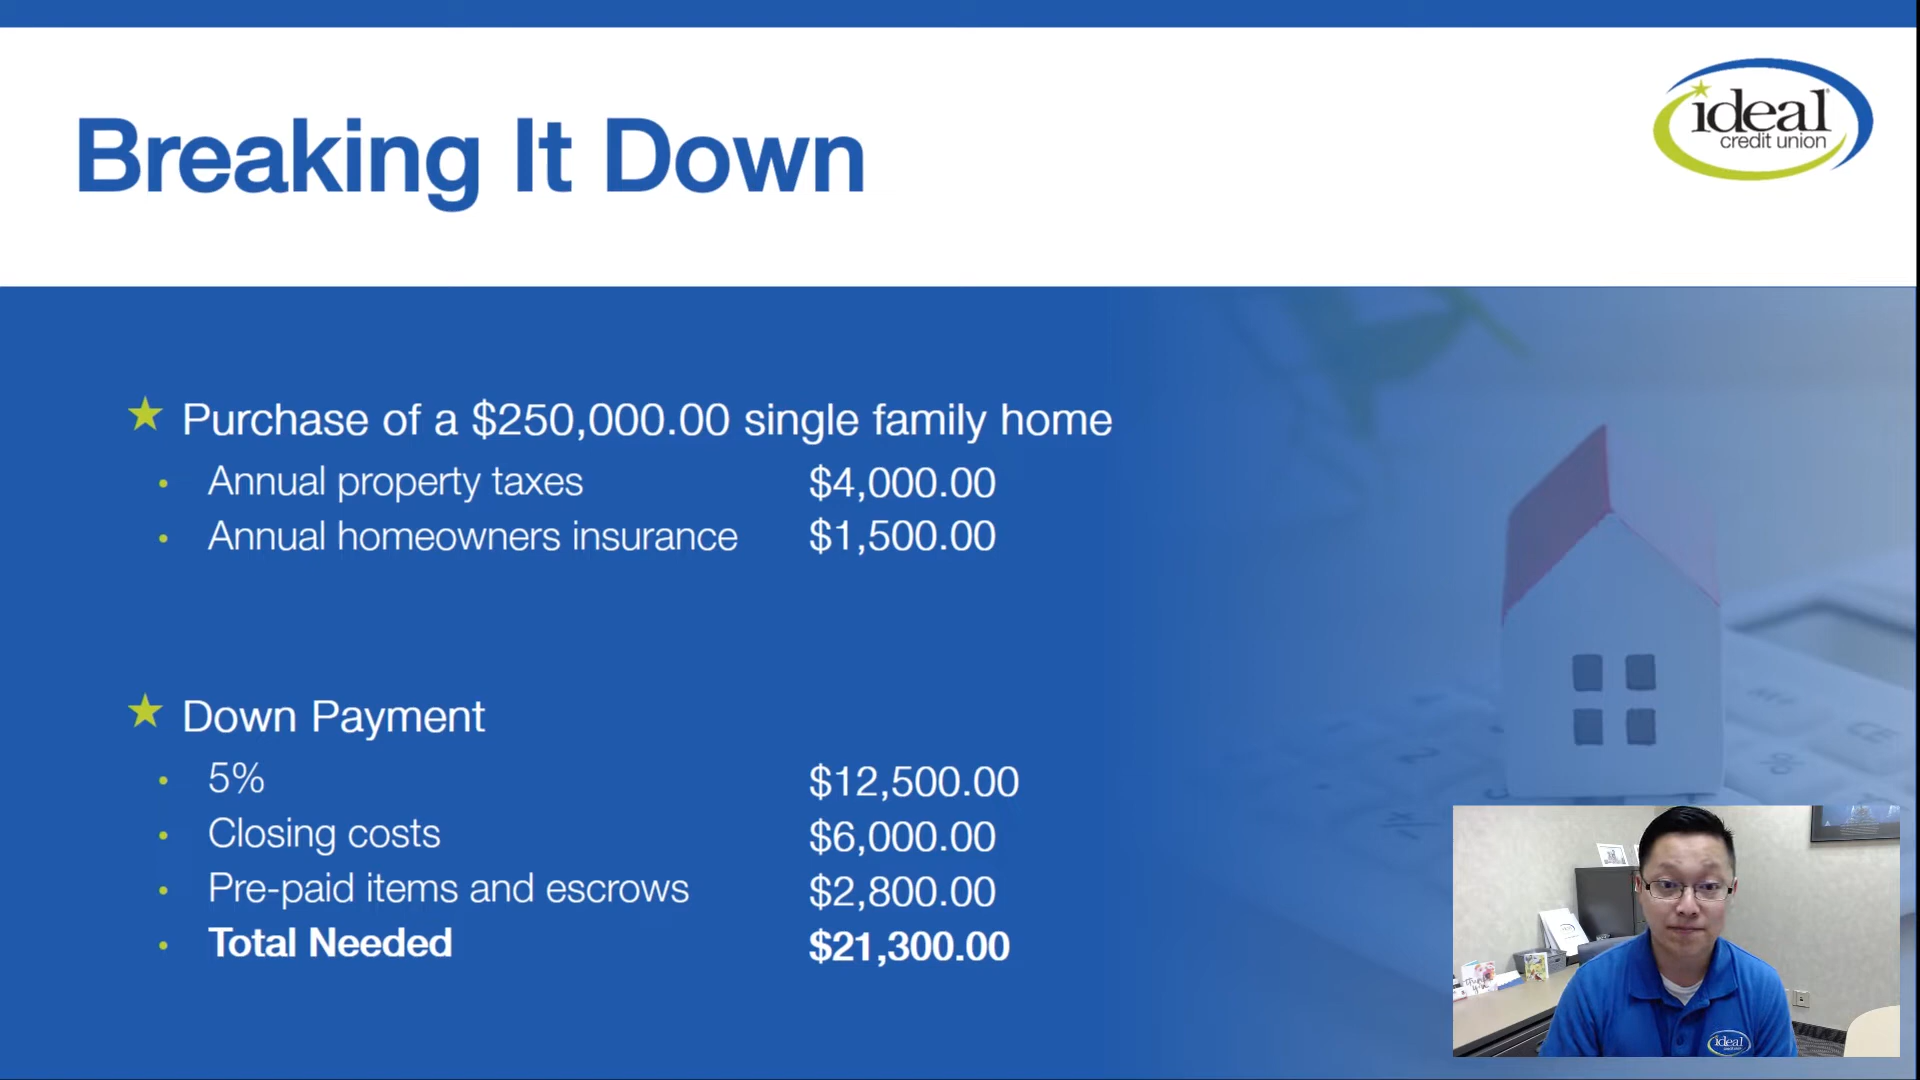 Breaking It Down
ideal
credit union
★ Purchase of a $250,000.00 single family home
• Annual property taxes $4,000.00
• Annual homeowners insurance $1,500.00
★ Down Payment
• 5% $12,500.00
• Closing costs $6,000.00
• Pre-paid items and escrows $2,800.00
• Total Needed $21,300.00
ideal